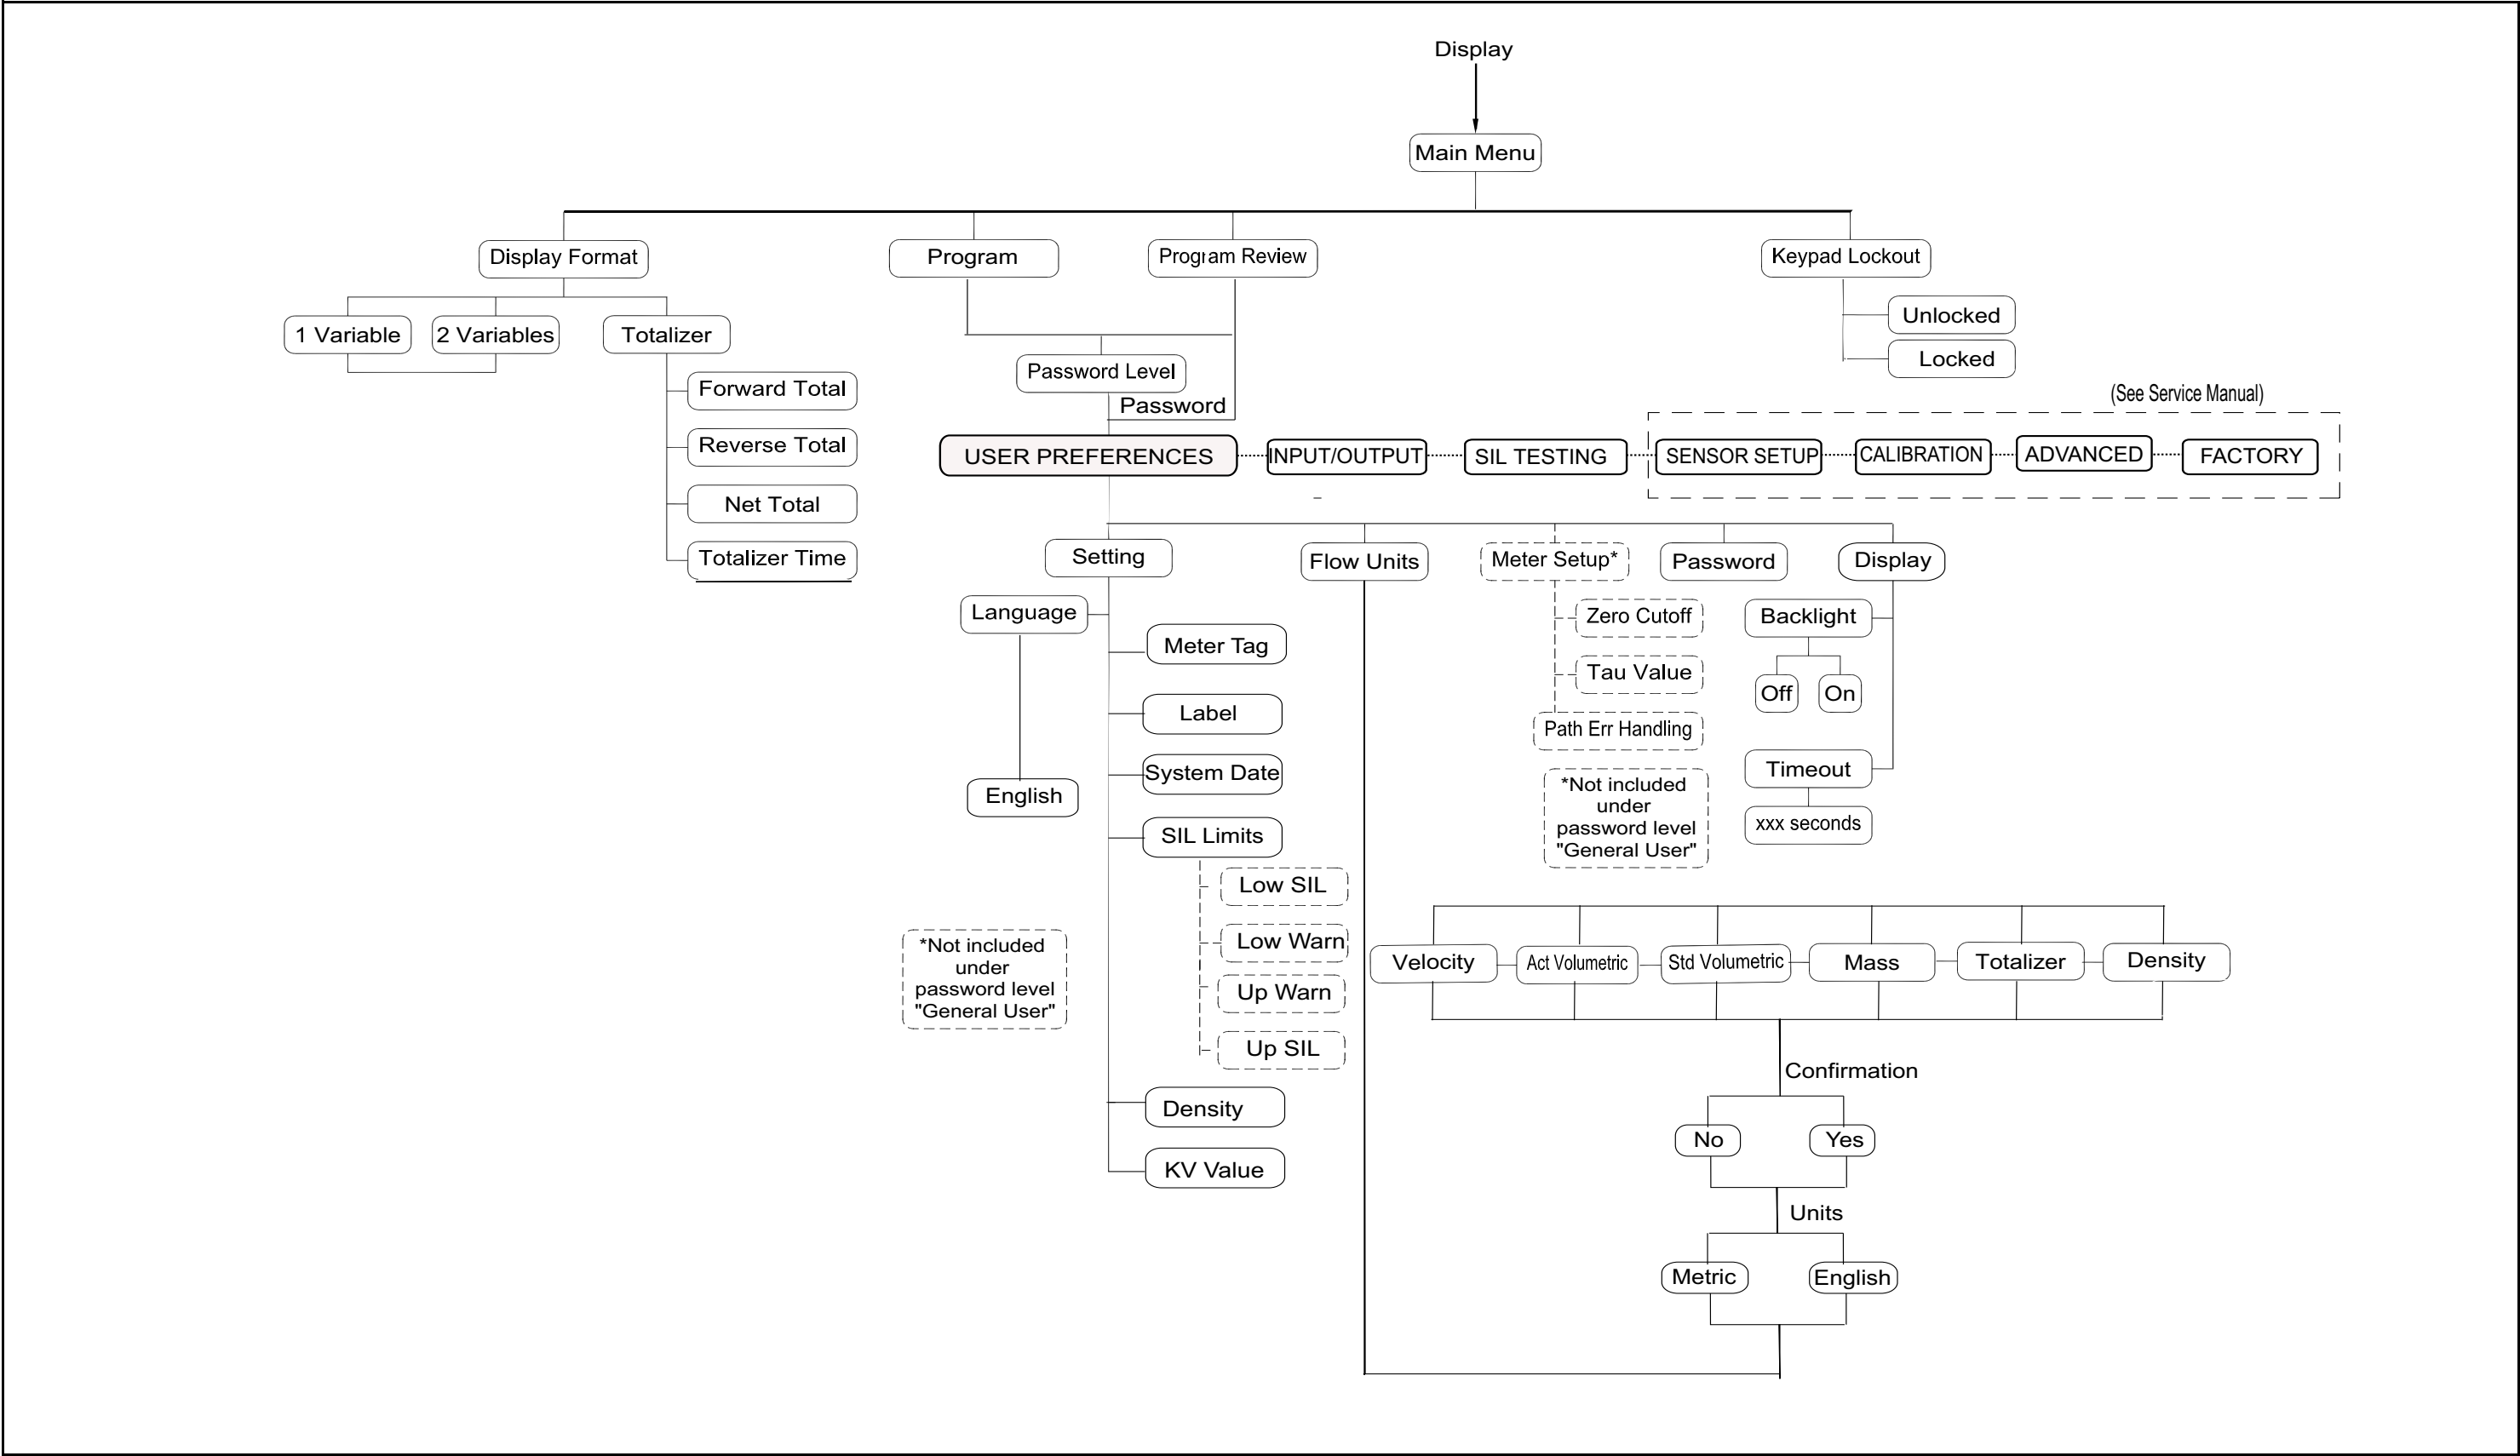 Display
Main Menu
Display Format
Program
Program Review
Keypad Lockout
1 Variable
2 Variables
Totalizer
Unlocked
Locked
Forward Total
Reverse Total
Net Total
Totalizer Time
Password Level
Password
(See Service Manual)
USER PREFERENCES
INPUT/OUTPUT
SIL TESTING
SENSOR SETUP
CALIBRATION
ADVANCED
FACTORY
Setting
Flow Units
Meter Setup*
Password
Display
Language
English
Meter Tag
Label
System Date
SIL Limits
Low SIL
Low Warn
Up Warn
Up SIL
*Not included
under
password level
"General User"
Density
KV Value
Zero Cutoff
Tau Value
Path Err Handling
*Not included
under
password level
"General User"
Backlight
Off
On
Timeout
xxx seconds
Velocity
Act Volumetric
Std Volumetric
Mass
Totalizer
Density
Confirmation
No
Yes
Units
Metric
English